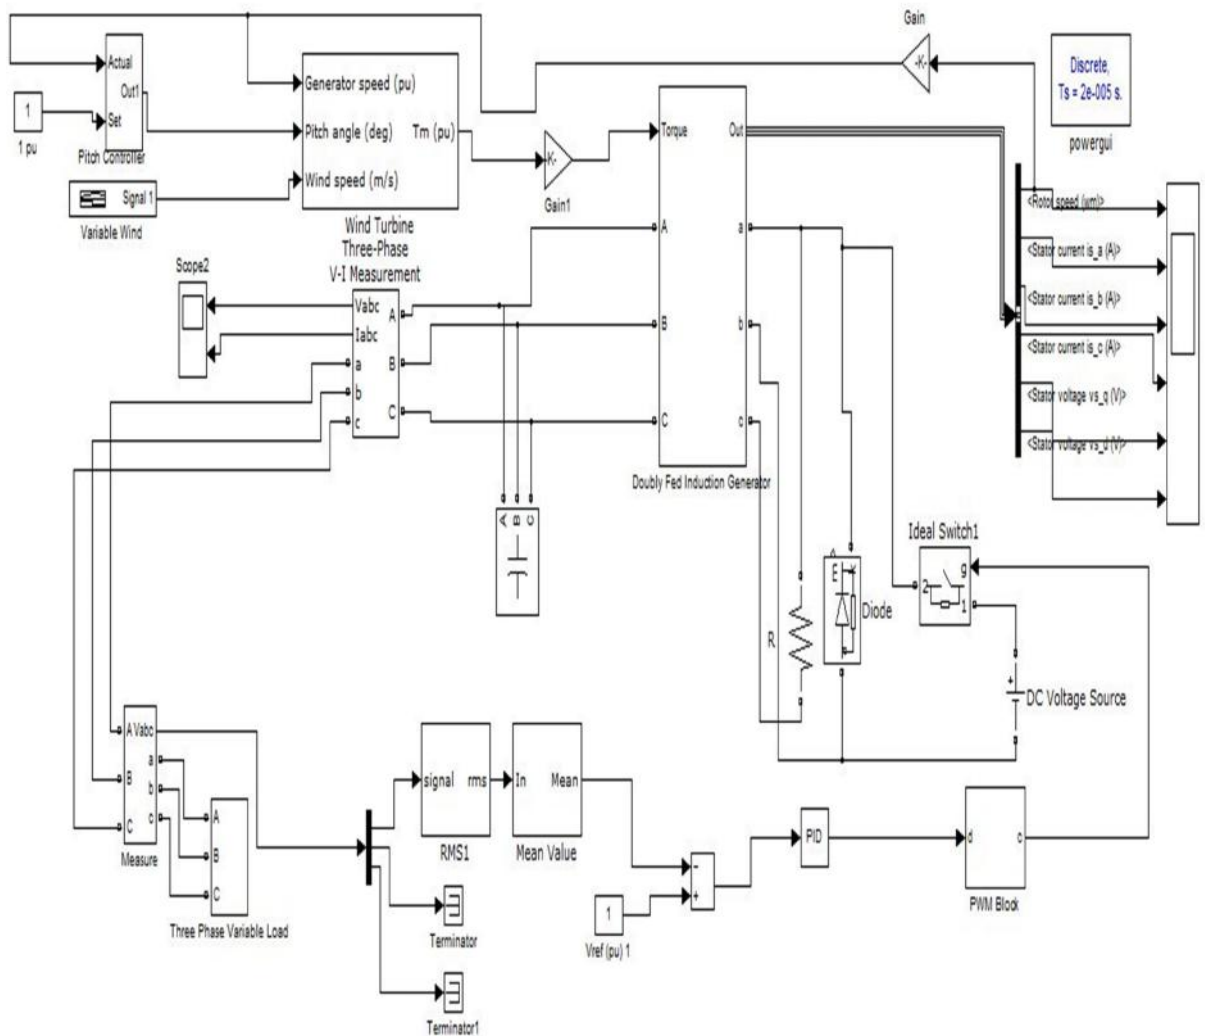 Gain
-K-
Discrete,
Ts = 2e-005 s.
powergui
Actual
Out1
Set
Pitch Controller
1
1 pu
Generator speed (pu)
Pitch angle (deg)
Tm (pu)
Wind speed (m/s)
Wind Turbine
-K-
Gain1
Signal 1
Variable Wind
Torque
Out
A
a
B
b
C
c
Doubly Fed Induction Generator
<Rotor speed (wm)>
<Stator current is_a (A)>
<Stator current is_b (A)>
<Stator current is_c (A)>
<Stator voltage vs_q (V)>
<Stator voltage vs_d (V)>
Scope2
Three-Phase
V-I Measurement
Vabc
A
Iabc
a
B
b
C
c
A
B
C
R
E
K
Diode
Ideal Switch1
g
2
1
+
DC Voltage Source
A
Vabc
a
B
b
C
c
Measure
A
B
C
Three Phase Variable Load
signal
rms
RMS1
In
Mean
Mean Value
Terminator
Terminator1
1
Vref (pu) 1
-
+
PID
d
c
PWM Block